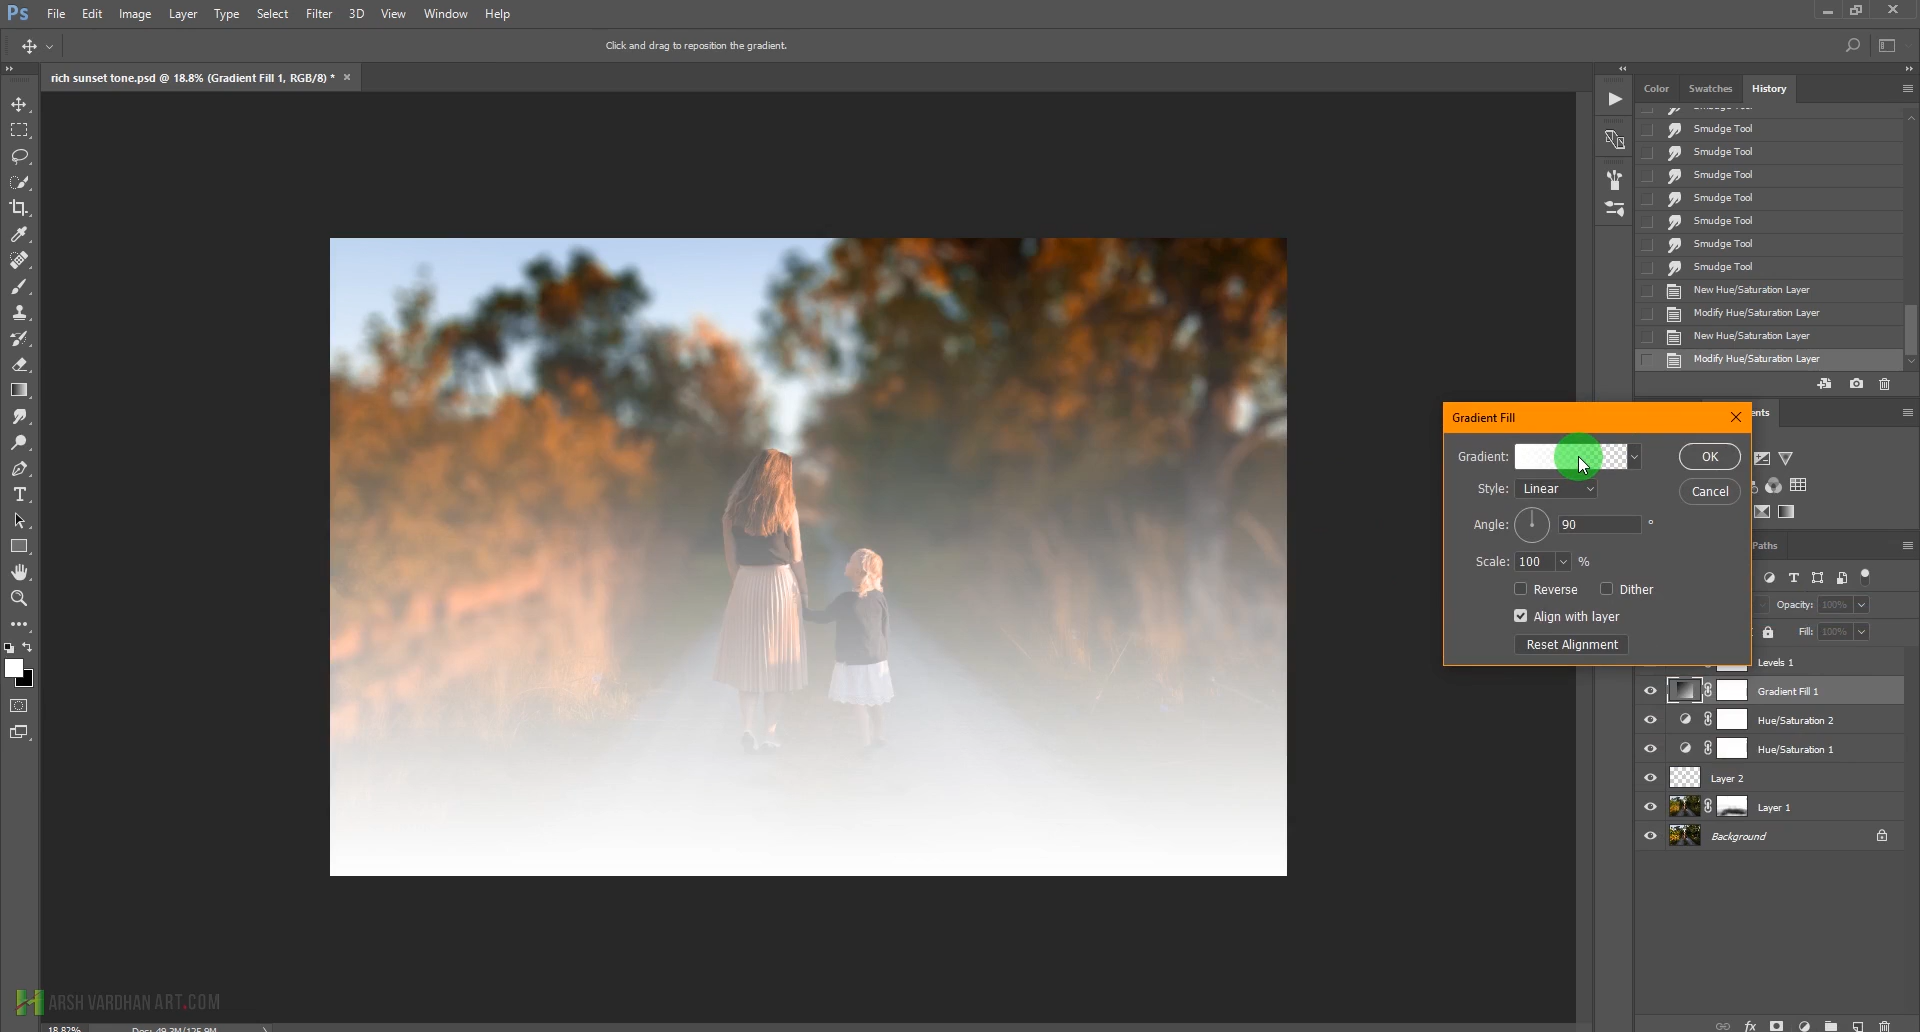 Ps File Edit Image Layer Type Select Filter 3D View Window Help
Click and drag to reposition the gradient.
rich sunset tone.psd @ 18.8% (Gradient Fill 1, RGB/8) * ×
Color Swatches History
Smudge Tool
Smudge Tool
Smudge Tool
Smudge Tool
Smudge Tool
Smudge Tool
Smudge Tool
Smudge Tool
New Hue/Saturation Layer
Modify Hue/Saturation Layer
New Hue/Saturation Layer
Modify Hue/Saturation Layer
Gradient Fill
Gradient:
OK
Style: Linear
Cancel
Angle: 90 °
Scale: 100 %
Reverse Dither
Align with layer
Reset Alignment
Paths
Opacity: 100%
Fill: 100%
Levels 1
Gradient Fill 1
Hue/Saturation 2
Hue/Saturation 1
Layer 2
Layer 1
Background
ARSH VARDHAN ART.COM
18.82% Doc: 49.3M/125.9M
fx